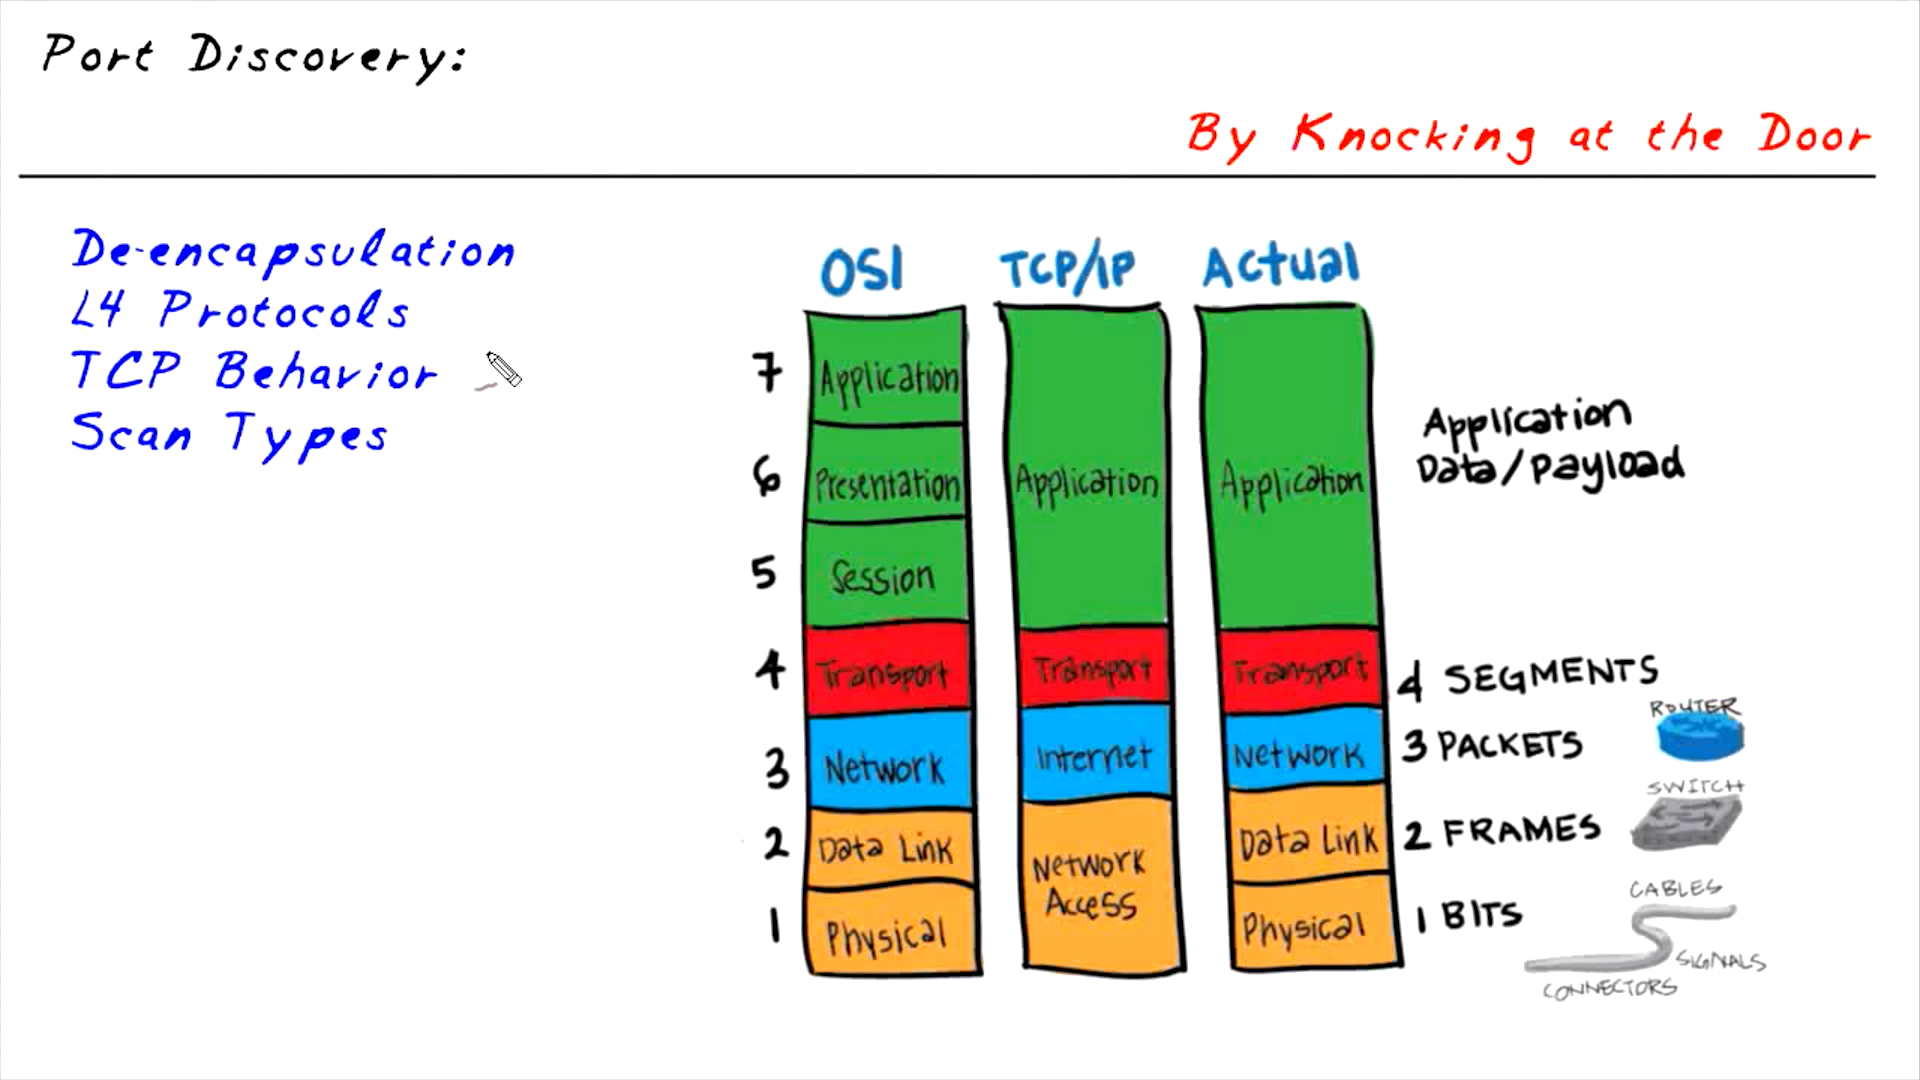 Port Discovery:
By Knocking at the Door
De-encapsulation
L4 Protocols
TCP Behavior
Scan Types
OSI
TCP/IP
Actual
7
Application
6
Presentation
5
Session
4
Transport
3
Network
2
Data Link
1
Physical
Application
Transport
Internet
Network
Access
Application
Transport
Network
Data Link
Physical
Application
Data/payload
4 SEGMENTS
3 PACKETS
ROUTER
2 FRAMES
SWITCH
1 BITS
CABLES
SIGNALS
CONNECTORS